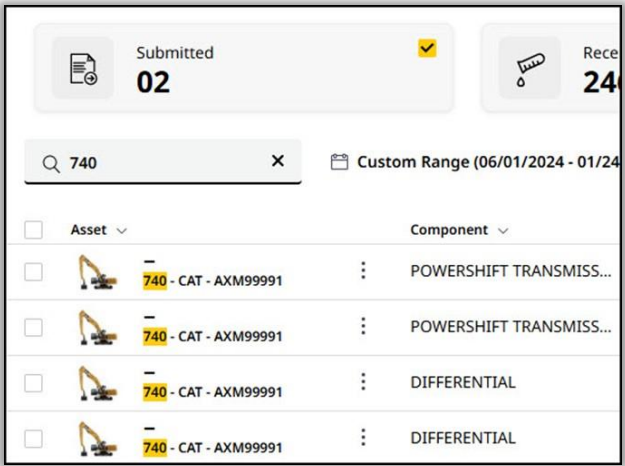 Submitted
02
Rece
24
740
Custom Range (06/01/2024 - 01/24
Asset
Component
–
740 - CAT - AXM99991
POWERSHIFT TRANSMISS...
–
740 - CAT - AXM99991
POWERSHIFT TRANSMISS...
–
740 - CAT - AXM99991
DIFFERENTIAL
–
740 - CAT - AXM99991
DIFFERENTIAL